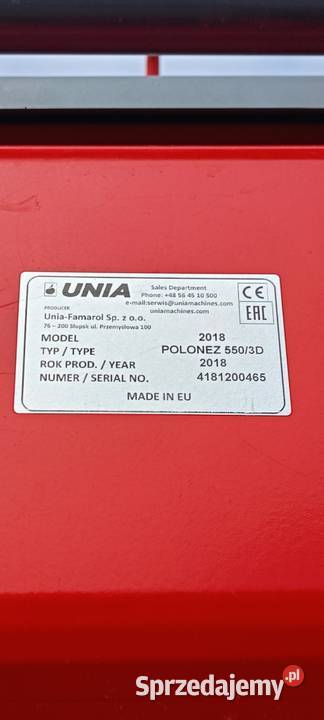 UNIA
Sales Department
Phone: +48 56 45 10 500
e-mail:serwis@uniamachines.com
uniamachines.com
CE
EAC
PRODUCER
Unia-Famarol Sp. z o.o.
76 - 200 Słupsk ul. Przemysłowa 100
MODEL 2018
TYP / TYPE POLONEZ 550/3D
ROK PROD. / YEAR 2018
NUMER / SERIAL NO. 4181200465
MADE IN EU
Sprzedajemy.pl